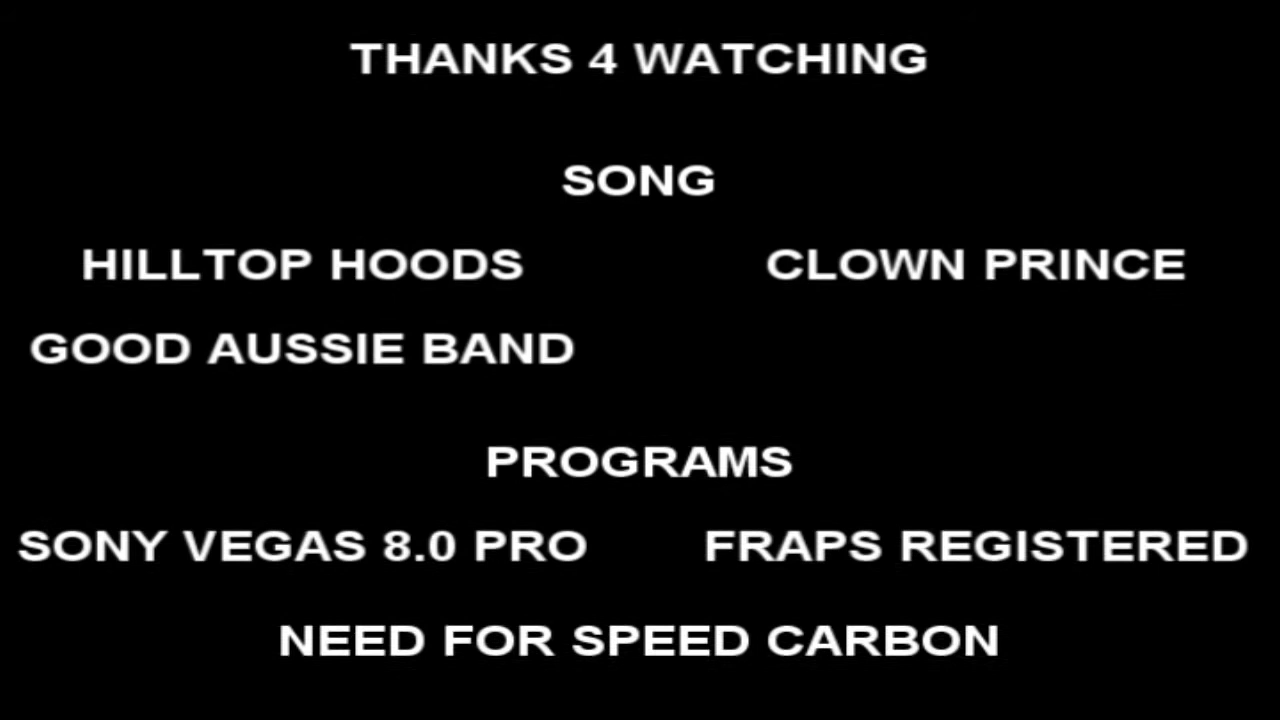 THANKS 4 WATCHING
SONG
HILLTOP HOODS CLOWN PRINCE
GOOD AUSSIE BAND
PROGRAMS
SONY VEGAS 8.0 PRO FRAPS REGISTERED
NEED FOR SPEED CARBON